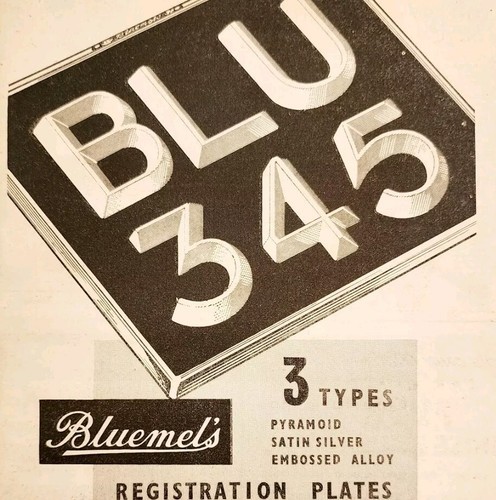 BLU
345
3 TYPES
PYRAMOID
SATIN SILVER
EMBOSSED ALLOY
Bluemel's
REGISTRATION PLATES